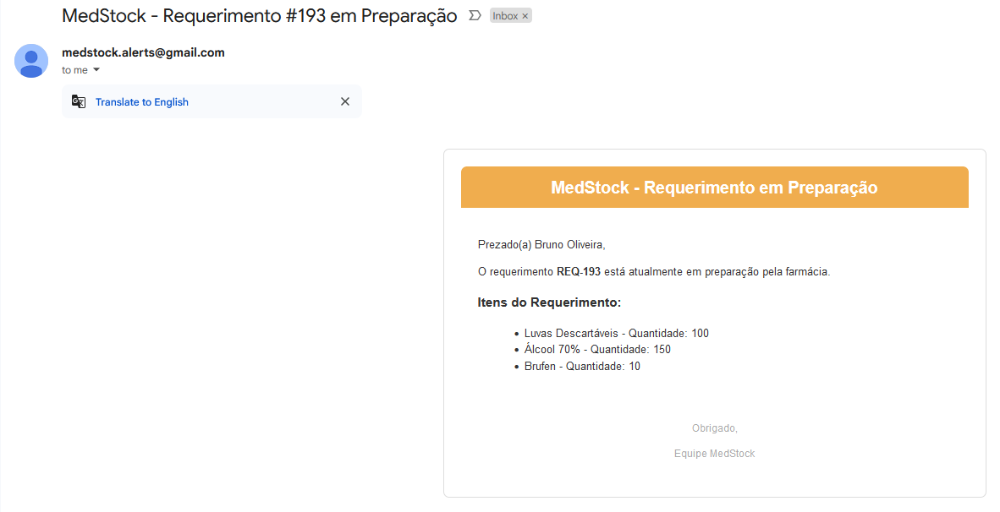 MedStock - Requerimento #193 em Preparação
Inbox ×
medstock.alerts@gmail.com
to me
Translate to English
MedStock - Requerimento em Preparação
Prezado(a) Bruno Oliveira,
O requerimento REQ-193 está atualmente em preparação pela farmácia.
Itens do Requerimento:
• Luvas Descartáveis - Quantidade: 100
• Álcool 70% - Quantidade: 150
• Brufen - Quantidade: 10
Obrigado,
Equipe MedStock